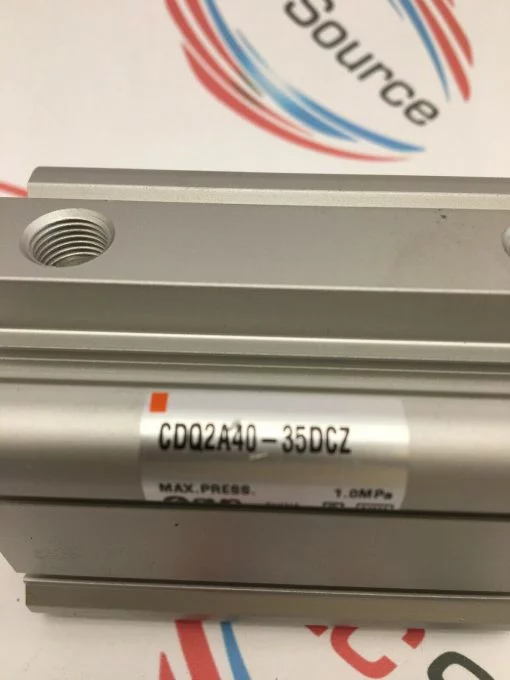 Source
CDQ2A40-35DCZ
MAX.PRESS. 1.0MPa